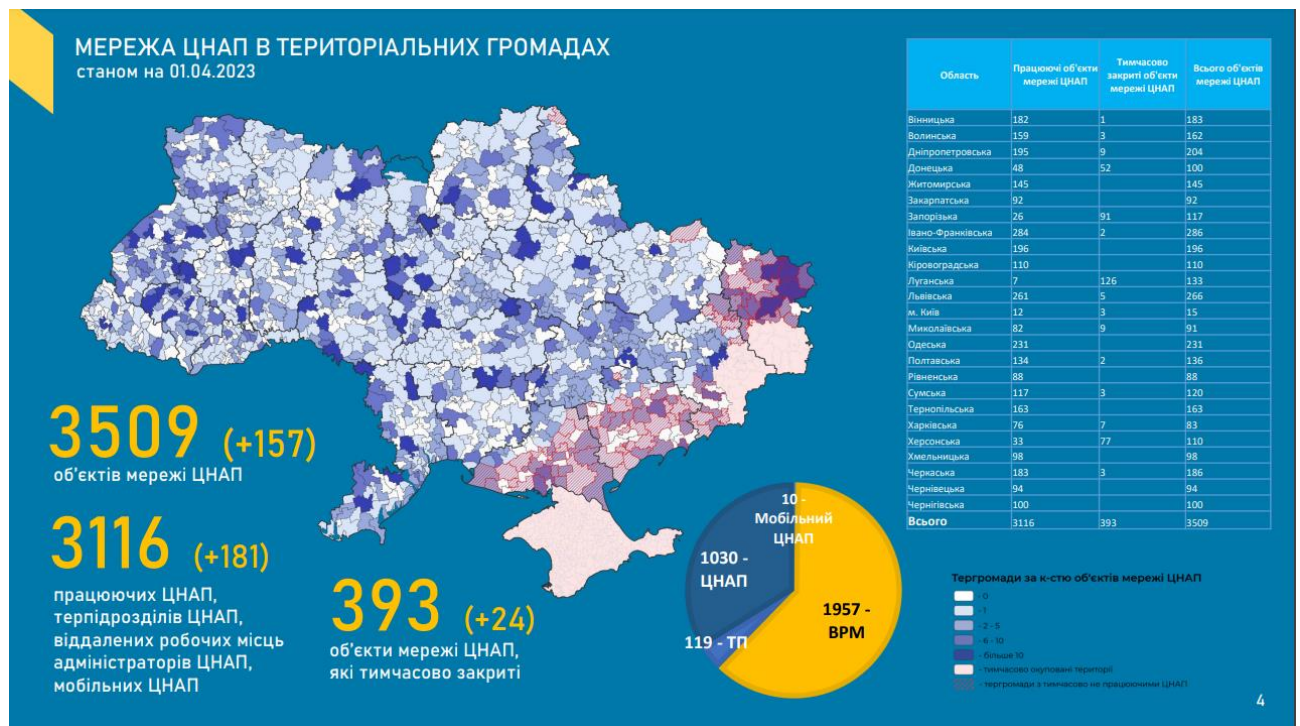 МЕРЕЖА ЦНАП В ТЕРИТОРІАЛЬНИХ ГРОМАДАХ
станом на 01.04.2023
3509 (+157)
об'єктів мережі ЦНАП
3116 (+181)
працюючих ЦНАП,
терпідрозділів ЦНАП,
віддалених робочих місць
адміністраторів ЦНАП,
мобільних ЦНАП
393 (+24)
об'єкти мережі ЦНАП,
які тимчасово закриті
10 -
Мобільний
ЦНАП
1030 -
ЦНАП
1957 -
ВРМ
119 - ТП
Область Працюючі об'єкти мережі ЦНАП Тимчасово закриті об'єкти мережі ЦНАП Всього об'єктів мережі ЦНАП
Вінницька 182 1 183
Волинська 159 3 162
Дніпропетровська 195 9 204
Донецька 48 52 100
Житомирська 145 145
Закарпатська 92 92
Запорізька 26 91 117
Івано-Франківська 284 2 286
Київська 196 196
Кіровоградська 110 110
Луганська 7 126 133
Львівська 261 5 266
м. Київ 12 3 15
Миколаївська 82 9 91
Одеська 231 231
Полтавська 134 2 136
Рівненська 88 88
Сумська 117 3 120
Тернопільська 163 163
Харківська 76 7 83
Херсонська 33 77 110
Хмельницька 98 98
Черкаська 183 3 186
Чернівецька 94 94
Чернігівська 100 100
Всього 3116 393 3509
Тергромади за к-стю об'єктів мережі ЦНАП
- 0
- 1
- 2 - 5
- 6 - 10
- більше 10
- тимчасово окуповані території
- тергромади з тимчасово не працюючими ЦНАП
4